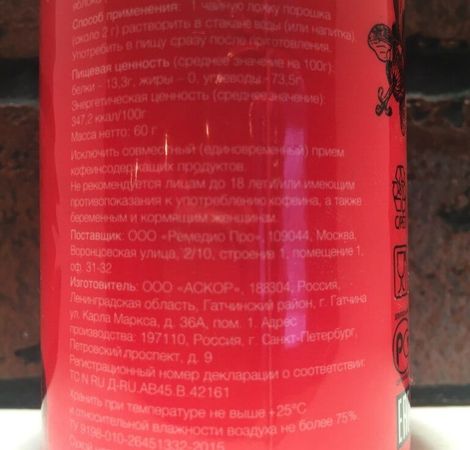 Способ применения: 1 чайную ложку порошка
(около 2 г) растворить в стакане воды (или напитка).
Употребить в пищу сразу после приготовления.
Пищевая ценность (среднее значение на 100г):
белки - 13,3г, жиры – 0, углеводы -73,5г
Энергетическая ценность (среднее значение):
347,2 ккал/100г
Масса нетто: 60 г
Исключить совместный (единовременный) прием
кофеинсодержащих продуктов.
Не рекомендуется лицам до 18 лет/или имеющим
противопоказания к употреблению кофеина, а также
беременным и кормящим женщинам.
Поставщик: ООО «Ремедио Про», 109044, Москва,
Воронцовская улица, 2/10, строение 1, помещение 1,
оф. 31-32
Изготовитель: ООО «АСКОР», 188304, Россия,
Ленинградская область, Гатчинский район, г. Гатчина
ул. Карла Маркса, д. 36А, пом. 1. Адрес
производства: 197110, Россия, г. Санкт-Петербург,
Петровский проспект, д. 9
Регистрационный номер декларации о соответствии:
ТС N RU Д-RU.АВ45.В.42161
Хранить при температуре не выше +25°C
и относительной влажности воздуха не более 75%.
ТУ 9198-010-26451332-2015